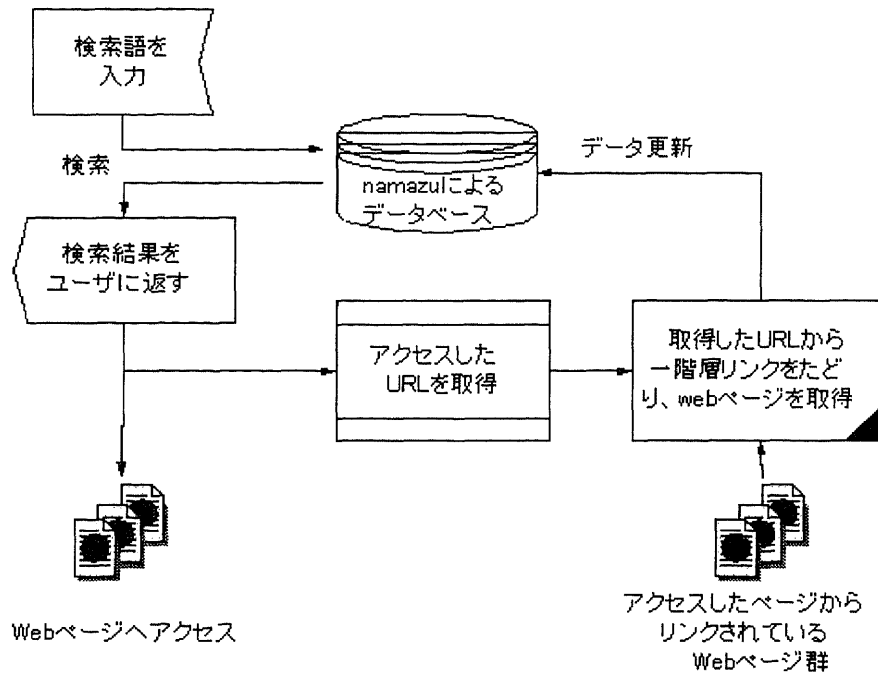 検索語を
入力
検索
データ更新
namazuによる
データベース
検索結果を
ユーザに返す
アクセスした
URLを取得
取得したURLから
一階層リンクをたど
り、webページを取得
Webページへアクセス
アクセスしたページから
リンクされている
Webページ群